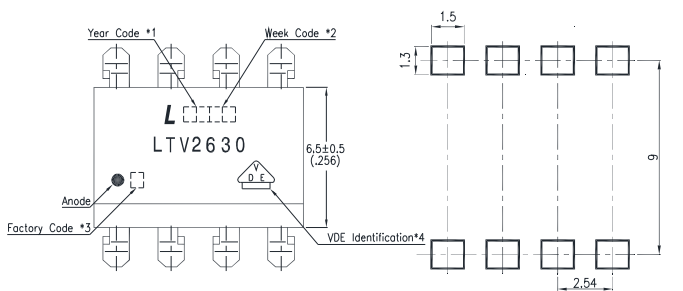 Year Code *1
Week Code *2
L
LTV2630
6.5±0.5
(.256)
V
D E
Anode
Factory Code *3
VDE Identification*4
1.5
1.3
9
2.54